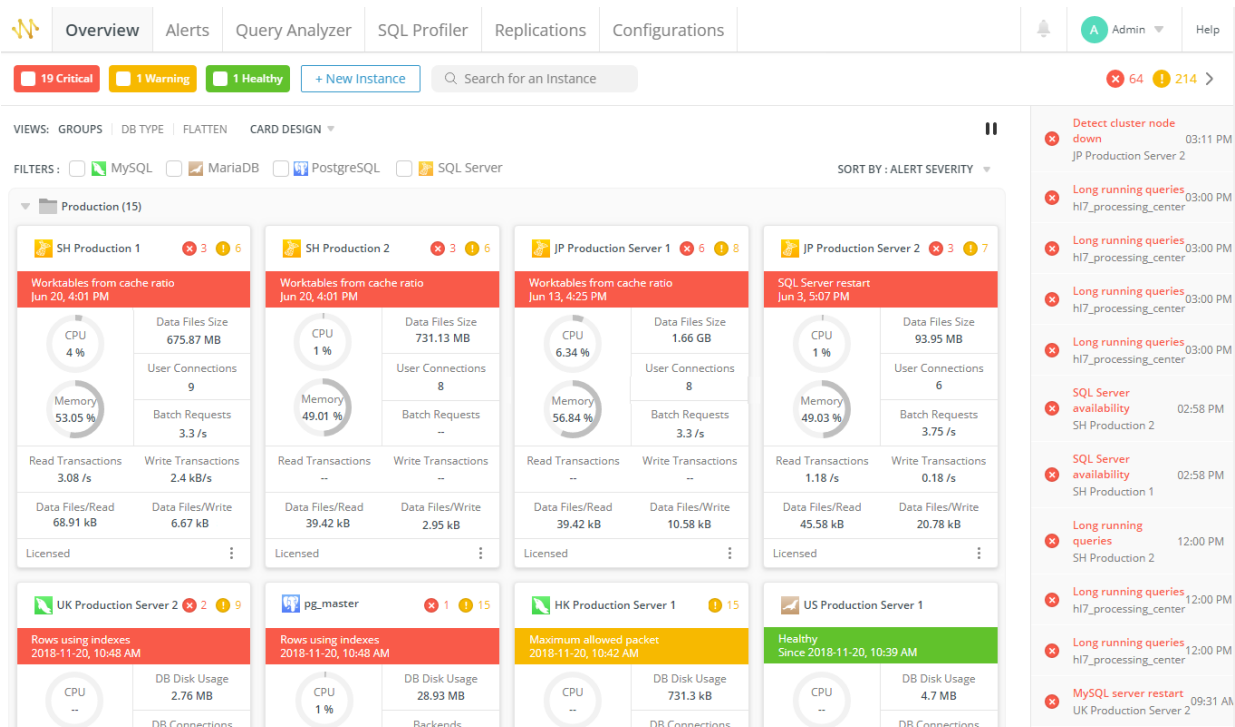 Overview Alerts Query Analyzer SQL Profiler Replications Configurations A Admin Help
19 Critical 1 Warning 1 Healthy + New Instance Search for an Instance 64 214
VIEWS: GROUPS DB TYPE FLATTEN CARD DESIGN
FILTERS : MySQL MariaDB PostgreSQL SQL Server SORT BY : ALERT SEVERITY
Production (15)
SH Production 1 3 6
Worktables from cache ratio
Jun 20, 4:01 PM
CPU
4 %
Memory
53.05 %
Data Files Size
675.87 MB
User Connections
9
Batch Requests
3.3 /s
Read Transactions Write Transactions
3.08 /s 2.4 kB/s
Data Files/Read Data Files/Write
68.91 kB 6.67 kB
Licensed
SH Production 2 3 6
Worktables from cache ratio
Jun 20, 4:01 PM
CPU
1 %
Memory
49.01 %
Data Files Size
731.13 MB
User Connections
8
Batch Requests
--
Read Transactions Write Transactions
-- --
Data Files/Read Data Files/Write
39.42 kB 2.95 kB
Licensed
JP Production Server 1 6 8
Worktables from cache ratio
Jun 13, 4:25 PM
CPU
6.34 %
Memory
56.84 %
Data Files Size
1.66 GB
User Connections
8
Batch Requests
3.3 /s
Read Transactions Write Transactions
-- --
Data Files/Read Data Files/Write
39.42 kB 10.58 kB
Licensed
JP Production Server 2 3 7
SQL Server restart
Jun 3, 5:07 PM
CPU
1 %
Memory
49.03 %
Data Files Size
93.95 MB
User Connections
6
Batch Requests
3.75 /s
Read Transactions Write Transactions
1.18 /s 0.18 /s
Data Files/Read Data Files/Write
45.58 kB 20.78 kB
Licensed
UK Production Server 2 2 9
Rows using indexes
2018-11-20, 10:48 AM
CPU
--
DB Disk Usage
2.76 MB
DB Connections
pg_master 1 15
Rows using indexes
2018-11-20, 10:48 AM
CPU
1 %
DB Disk Usage
28.93 MB
Backends
HK Production Server 1 15
Maximum allowed packet
2018-11-20, 10:42 AM
CPU
--
DB Disk Usage
731.3 kB
DB Connections
US Production Server 1
Healthy
Since 2018-11-20, 10:39 AM
CPU
--
DB Disk Usage
4.7 MB
DB Connections
Detect cluster node
down 03:11 PM
JP Production Server 2
Long running queries 03:00 PM
hl7_processing_center
Long running queries 03:00 PM
hl7_processing_center
Long running queries 03:00 PM
hl7_processing_center
Long running queries 03:00 PM
hl7_processing_center
SQL Server
availability 02:58 PM
SH Production 2
SQL Server
availability 02:58 PM
SH Production 1
Long running
queries 12:00 PM
SH Production 2
Long running queries 12:00 PM
hl7_processing_center
Long running queries 12:00 PM
hl7_processing_center
MySQL server restart 09:31 AM
UK Production Server 2